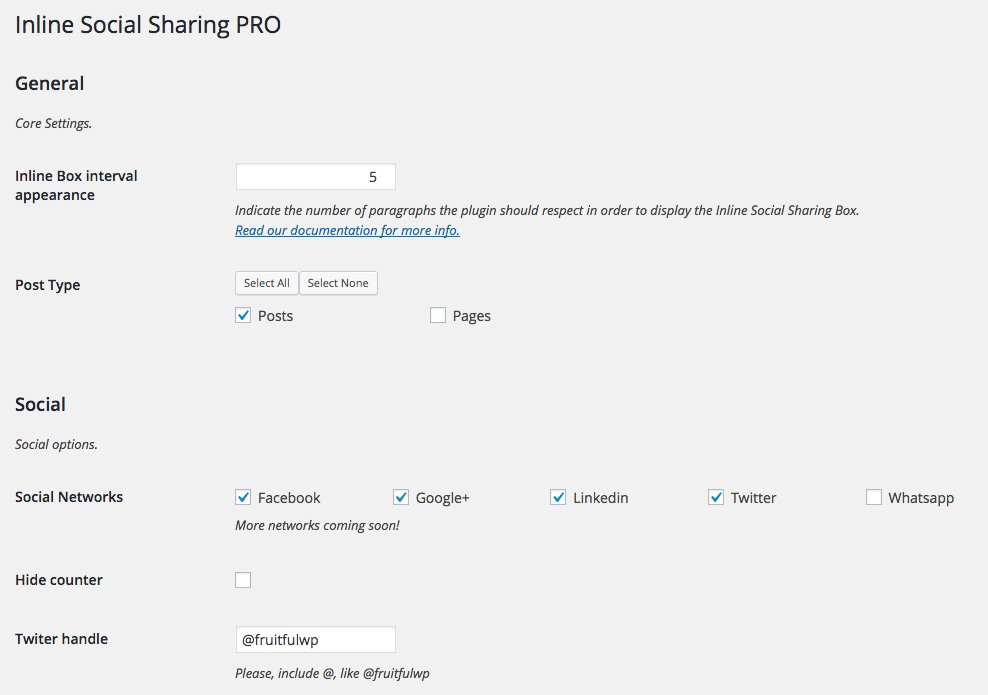 Inline Social Sharing PRO
General
Core Settings.
Inline Box interval
appearance
5
Indicate the number of paragraphs the plugin should respect in order to display the Inline Social Sharing Box.
Read our documentation for more info.
Post Type
Select All Select None
Posts Pages
Social
Social options.
Social Networks
Facebook Google+ Linkedin Twitter Whatsapp
More networks coming soon!
Hide counter
Twiter handle
@fruitfulwp
Please, include @, like @fruitfulwp